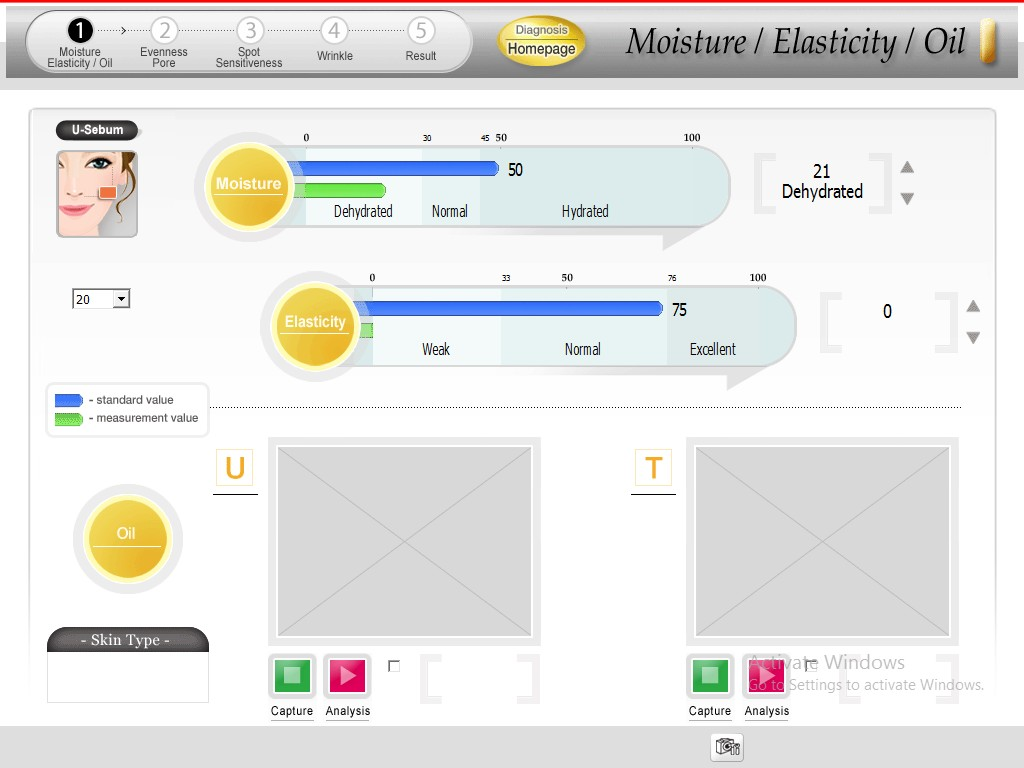 1 2 3 4 5
Moisture
Elasticity / Oil
Evenness
Pore
Spot
Sensitiveness
Wrinkle
Result
Diagnosis
Homepage
Moisture / Elasticity / Oil
U-Sebum
0 30 45 50 100
Moisture
50
Dehydrated Normal Hydrated
21
Dehydrated
20
0 33 50 76 100
Elasticity
75
Weak Normal Excellent
0
- standard value
- measurement value
U
T
Oil
- Skin Type -
Capture Analysis
Capture Analysis
Activate Windows
Go to Settings to activate Windows.